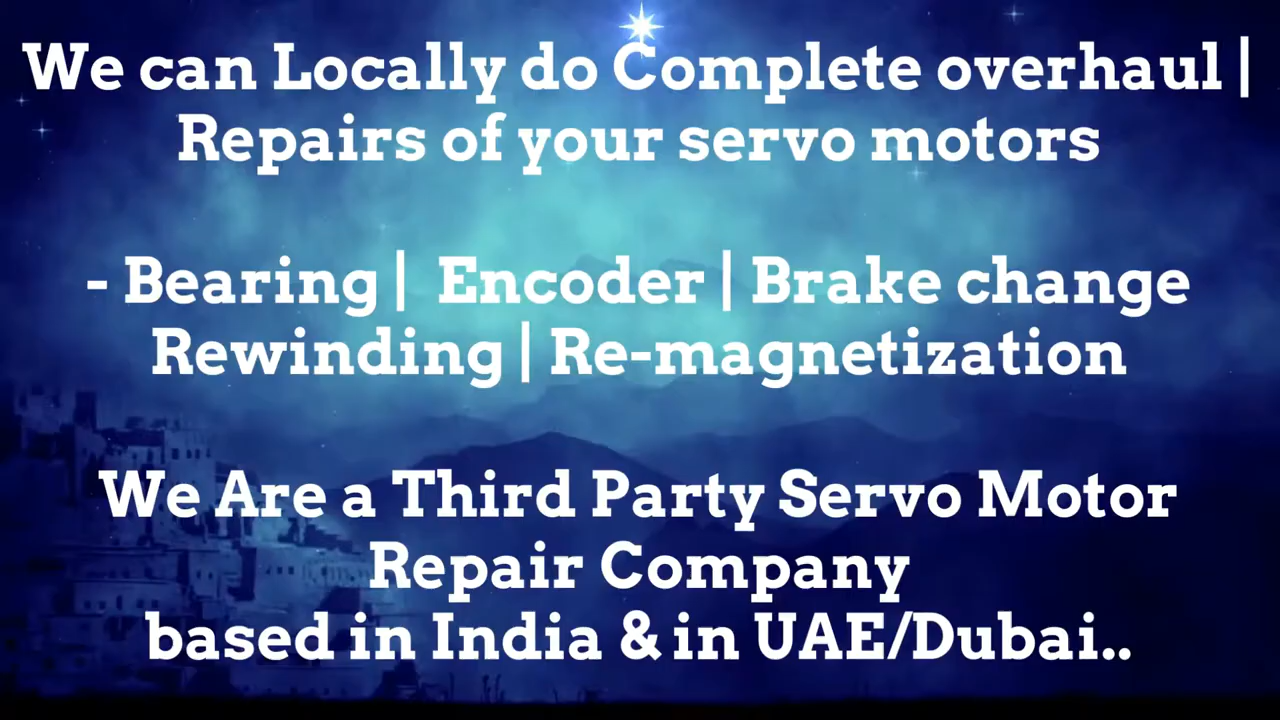 We can Locally do Complete overhaul |
Repairs of your servo motors
- Bearing | Encoder | Brake change
Rewinding | Re-magnetization
We Are a Third Party Servo Motor
Repair Company
based in India & in UAE/Dubai..